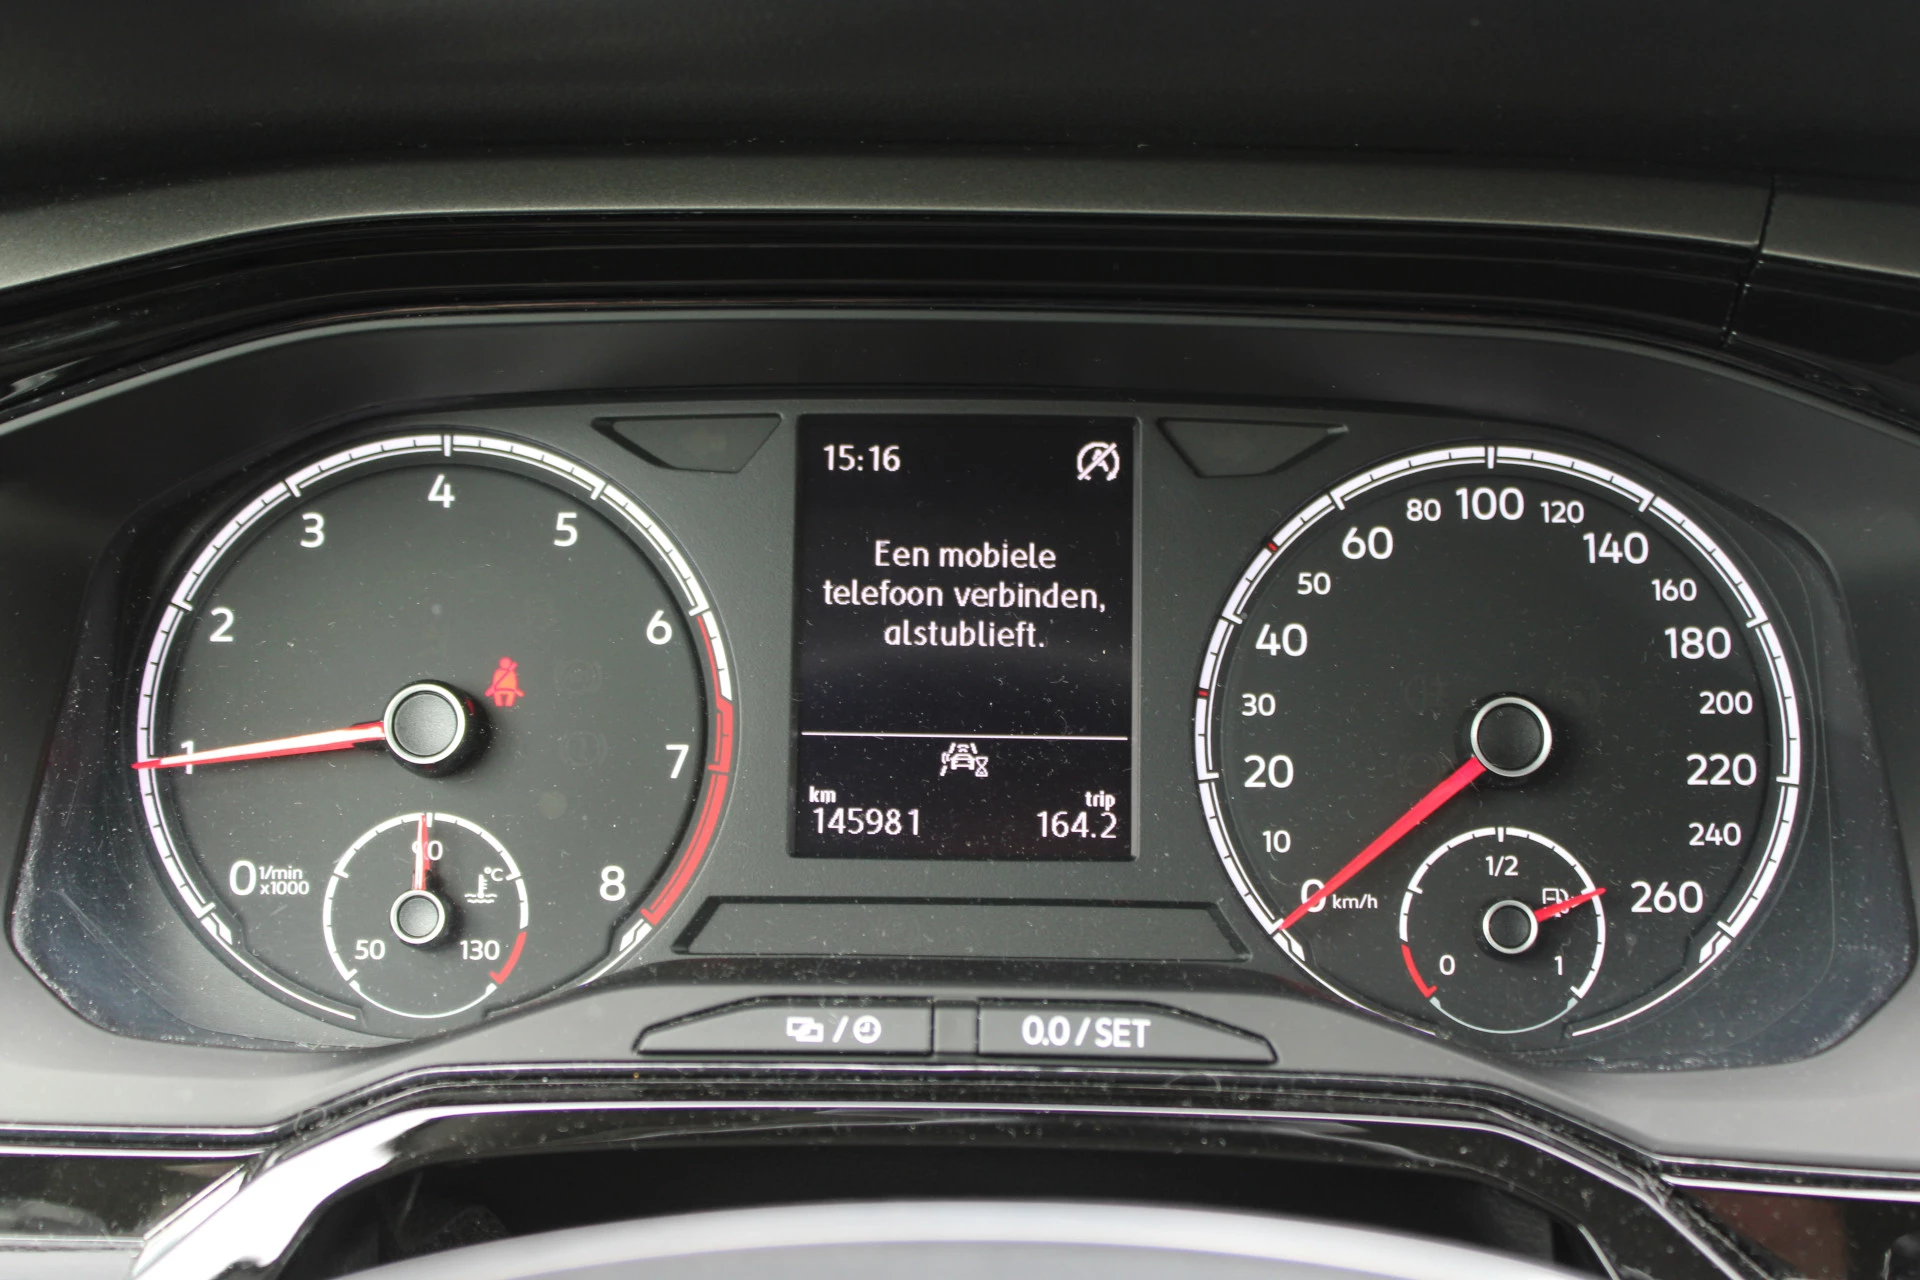 4
3
5
2
6
1
7
0 1/min
x1000
8
90
°C
50
130
15:16
Een mobiele
telefoon verbinden,
alstublieft.
km
trip
145981
164.2
80 100 120
60
140
50
160
40
180
30
200
20
220
10
240
0 km/h
260
1/2
0
1
/
0.0 / SET